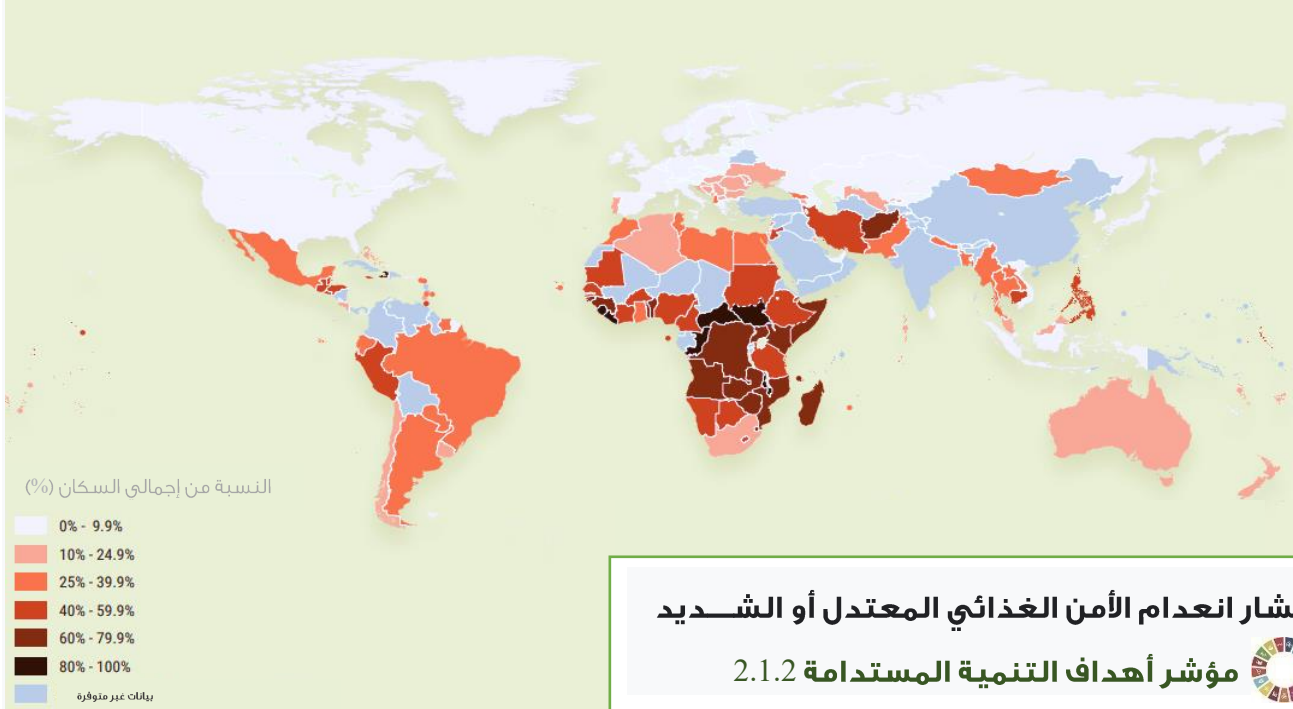 النسبة من إجمالي السكان (%)
0% - 9.9%
10% - 24.9%
25% - 39.9%
40% - 59.9%
60% - 79.9%
80% - 100%
بيانات غير متوفرة
انعدام الأمن الغذائي المعتدل أو الشـــديد
مؤشر أهداف التنمية المستدامة 2.1.2